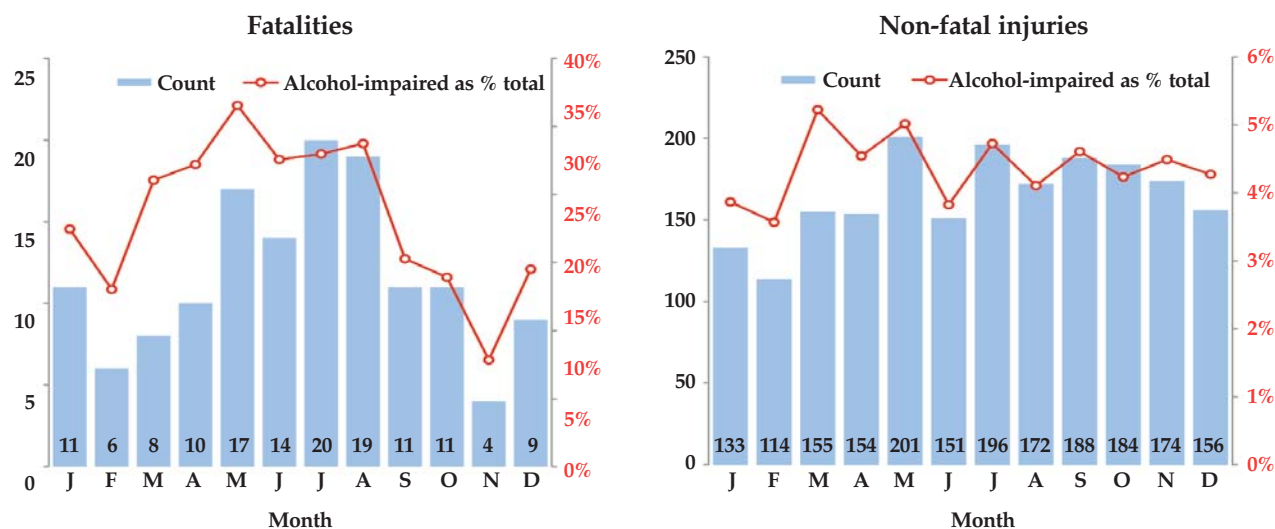 Fatalities
Count
Alcohol-impaired as % total
25
20
15
10
5
0
40%
35%
30%
25%
20%
15%
10%
5%
0%
11 6 8 10 17 14 20 19 11 11 4 9
J F M A M J J A S O N D
Month
Non-fatal injuries
Count
Alcohol-impaired as % total
250
200
150
100
50
0
6%
5%
4%
3%
2%
1%
0%
133 114 155 154 201 151 196 172 188 184 174 156
J F M A M J J A S O N D
Month